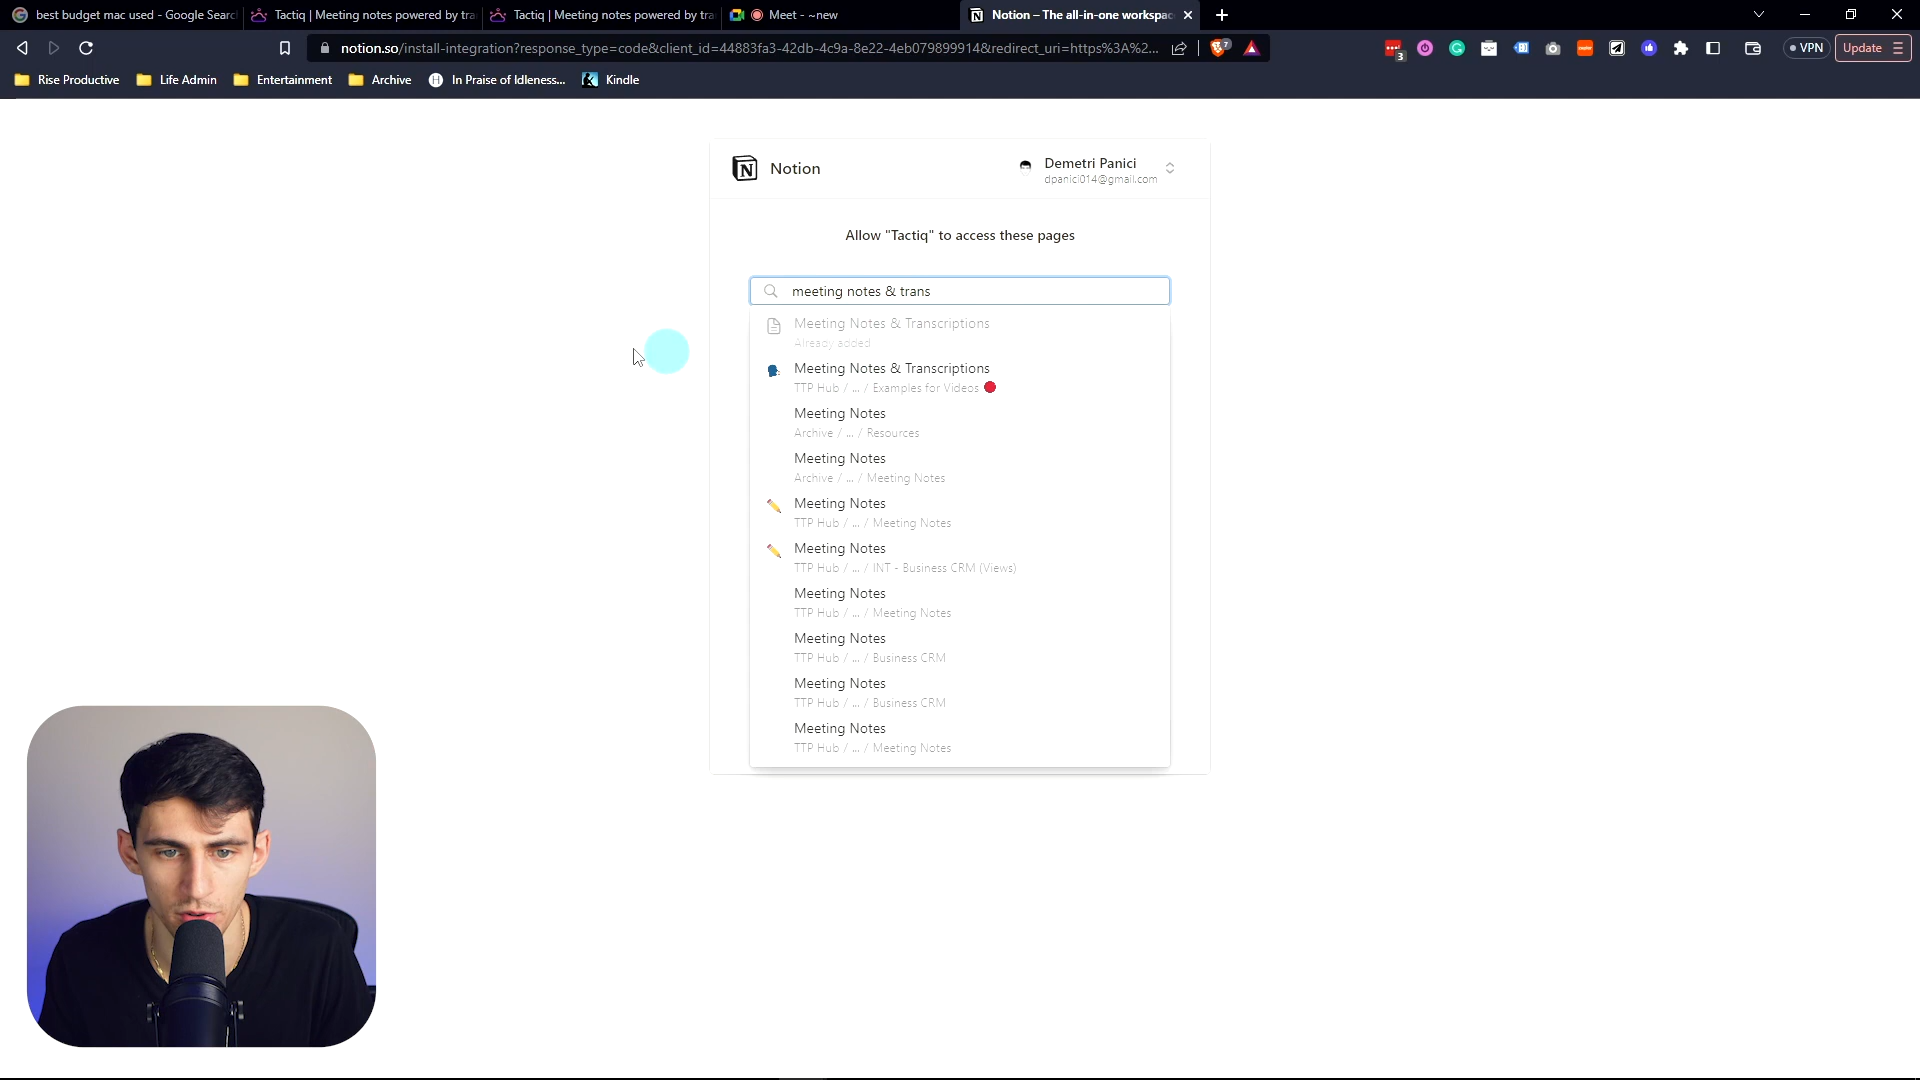 best budget mac used - Google Searc
Tactiq | Meeting notes powered by tra
Tactiq | Meeting notes powered by tra
Meet - ~new
Notion – The all-in-one workspac
notion.so/install-integration?response_type=code&client_id=44883fa3-42db-4c9a-8e22-4eb079899914&redirect_uri=https%3A%2...
7
3
VPN
Update
Rise Productive
Life Admin
Entertainment
Archive
In Praise of Idleness...
Kindle
Notion
Demetri Panici
dpanici014@gmail.com
Allow "Tactiq" to access these pages
meeting notes & trans
Meeting Notes & Transcriptions
Already added
Meeting Notes & Transcriptions
TTP Hub / ... / Examples for Videos
Meeting Notes
Archive / ... / Resources
Meeting Notes
Archive / ... / Meeting Notes
Meeting Notes
TTP Hub / ... / Meeting Notes
Meeting Notes
TTP Hub / ... / INT - Business CRM (Views)
Meeting Notes
TTP Hub / ... / Meeting Notes
Meeting Notes
TTP Hub / ... / Business CRM
Meeting Notes
TTP Hub / ... / Business CRM
Meeting Notes
TTP Hub / ... / Meeting Notes